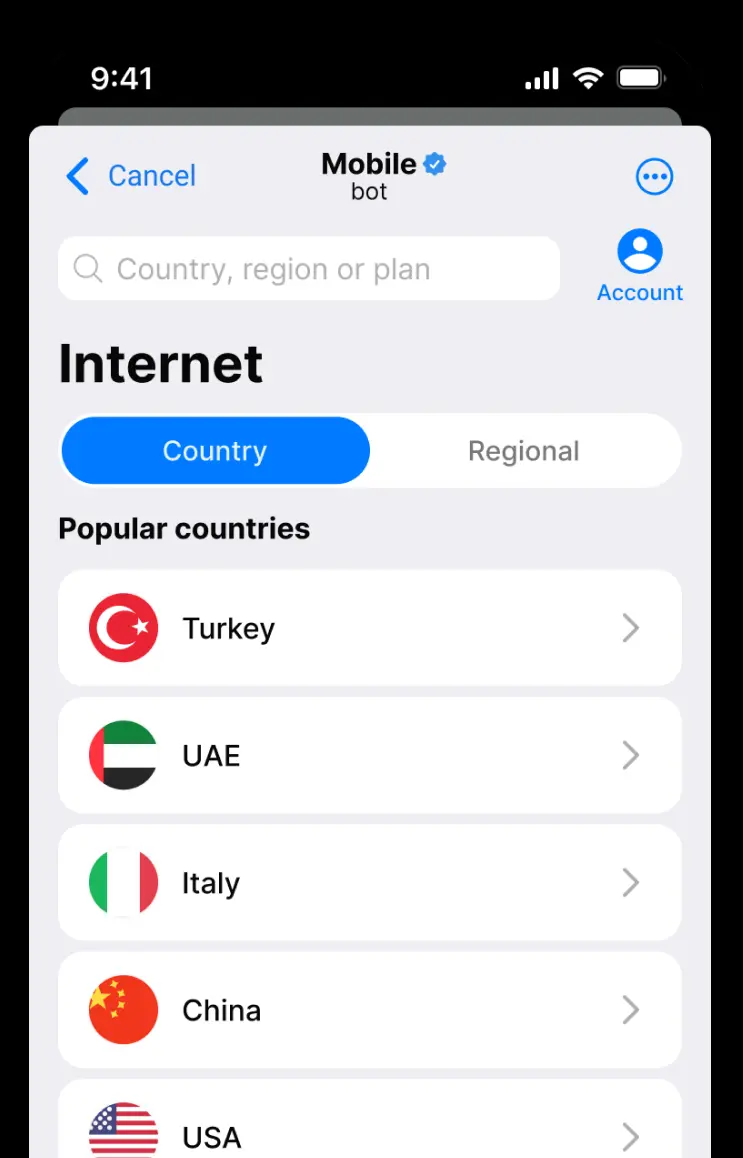 9:41
Cancel
Mobile
bot
Country, region or plan
Account
Internet
Country
Regional
Popular countries
Turkey
UAE
Italy
China
USA